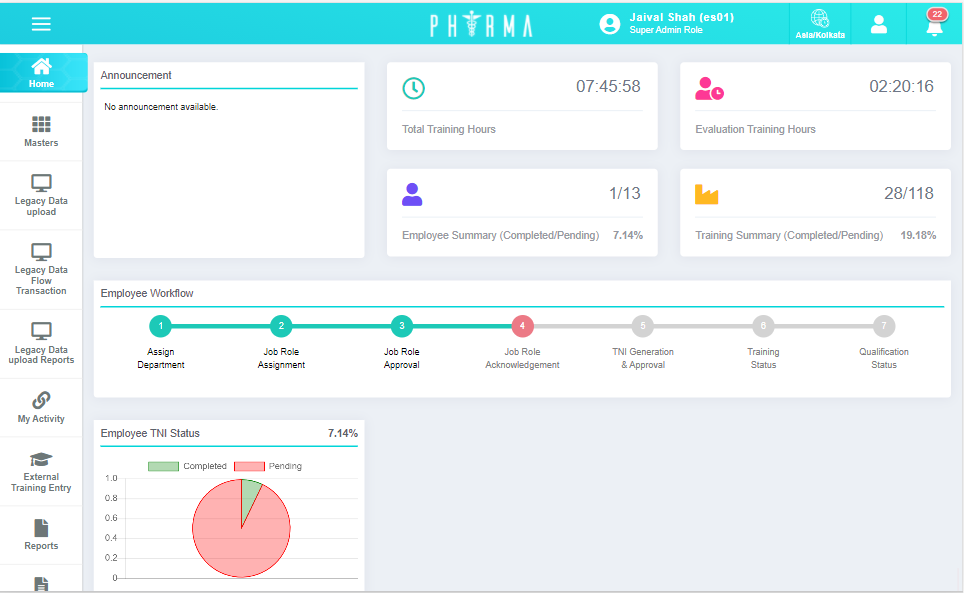 PHARMA
Jaival Shah (cs01)
Super Admin Role
Asia/Kolkata
22
Home
Masters
Legacy Data
upload
Legacy Data
Flow
Transaction
Legacy Data
upload Reports
My Activity
External
Training Entry
Reports
Announcement
No announcement available.
07:45:58
Total Training Hours
02:20:16
Evaluation Training Hours
1/13
Employee Summary (Completed/Pending) 7.14%
28/118
Training Summary (Completed/Pending) 19.18%
Employee Workflow
1 2 3 4 5 6 7
Assign
Department
Job Role
Assignment
Job Role
Approval
Job Role
Acknowledgement
TNI Generation
& Approval
Training
Status
Qualification
Status
Employee TNI Status 7.14%
Completed Pending
1.0
0.8
0.6
0.4
0.2
0